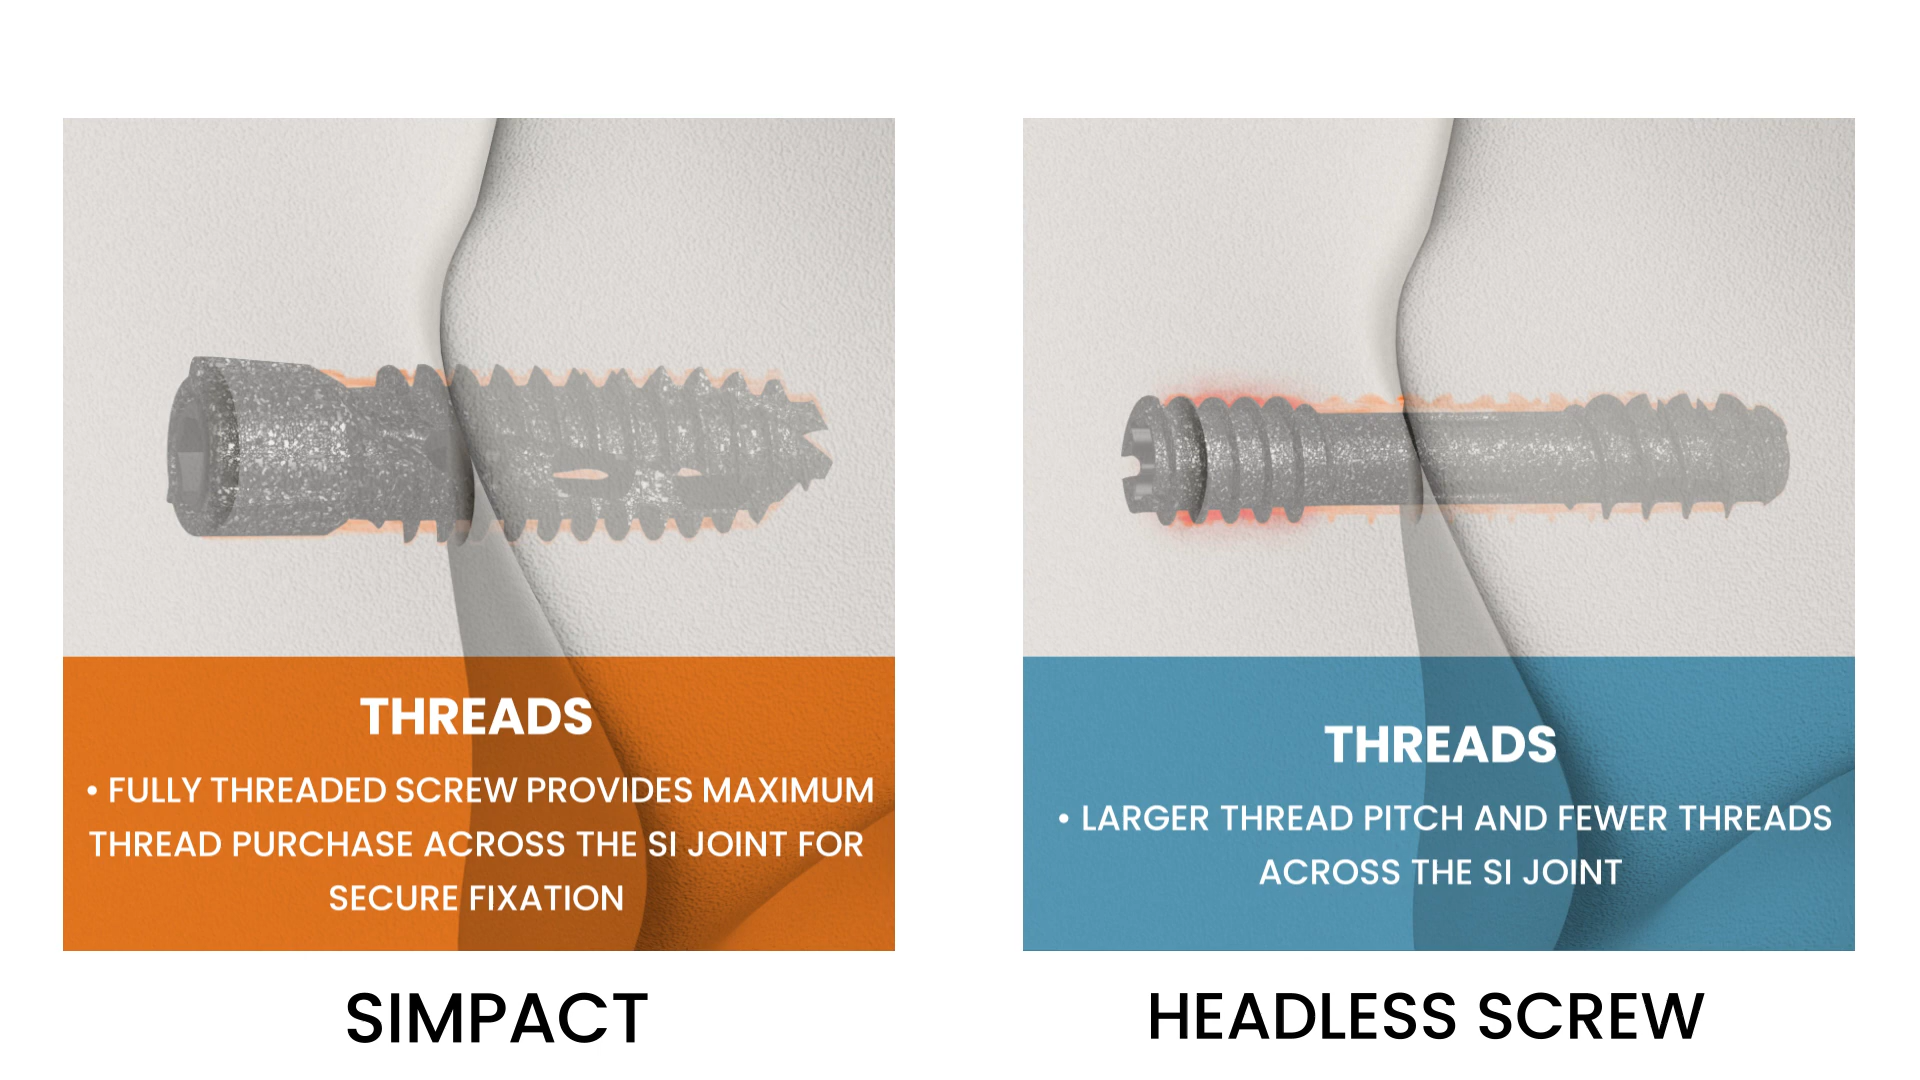 THREADS
• FULLY THREADED SCREW PROVIDES MAXIMUM
THREAD PURCHASE ACROSS THE SI JOINT FOR
SECURE FIXATION
SIMPACT
THREADS
• LARGER THREAD PITCH AND FEWER THREADS
ACROSS THE SI JOINT
HEADLESS SCREW